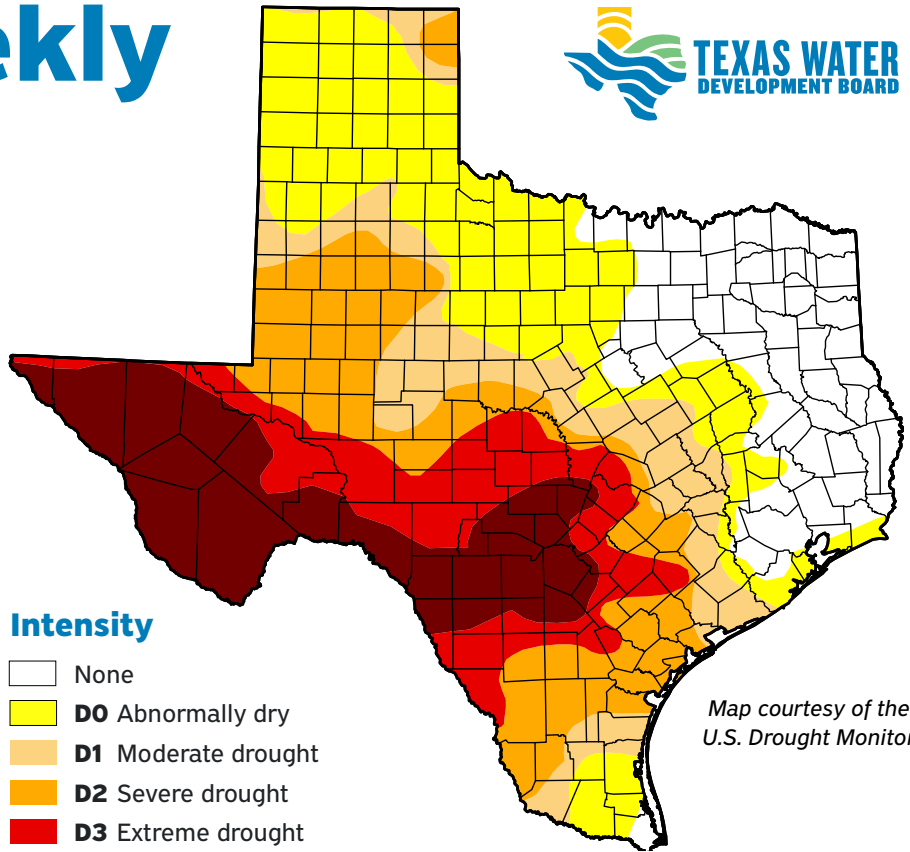 ekly
TEXAS WATER
DEVELOPMENT BOARD
Intensity
None
D0 Abnormally dry
D1 Moderate drought
D2 Severe drought
D3 Extreme drought
Map courtesy of the
U.S. Drought Monitor